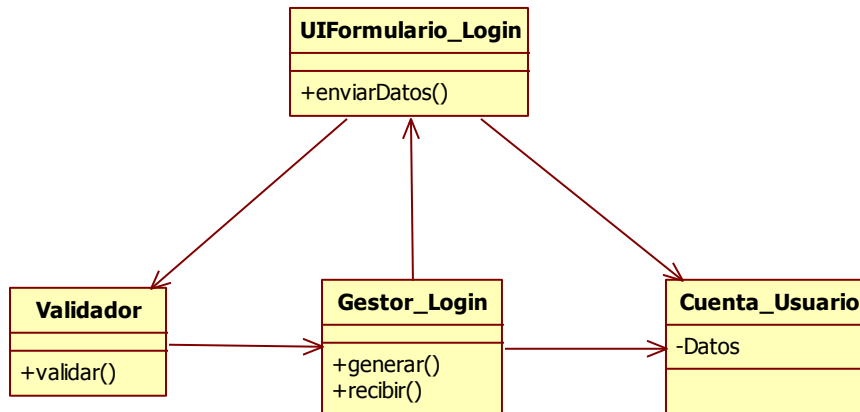 UIFormulario_Login
+enviarDatos()
Validador
+validar()
Gestor_Login
+generar()
+recibir()
Cuenta_Usuario
-Datos